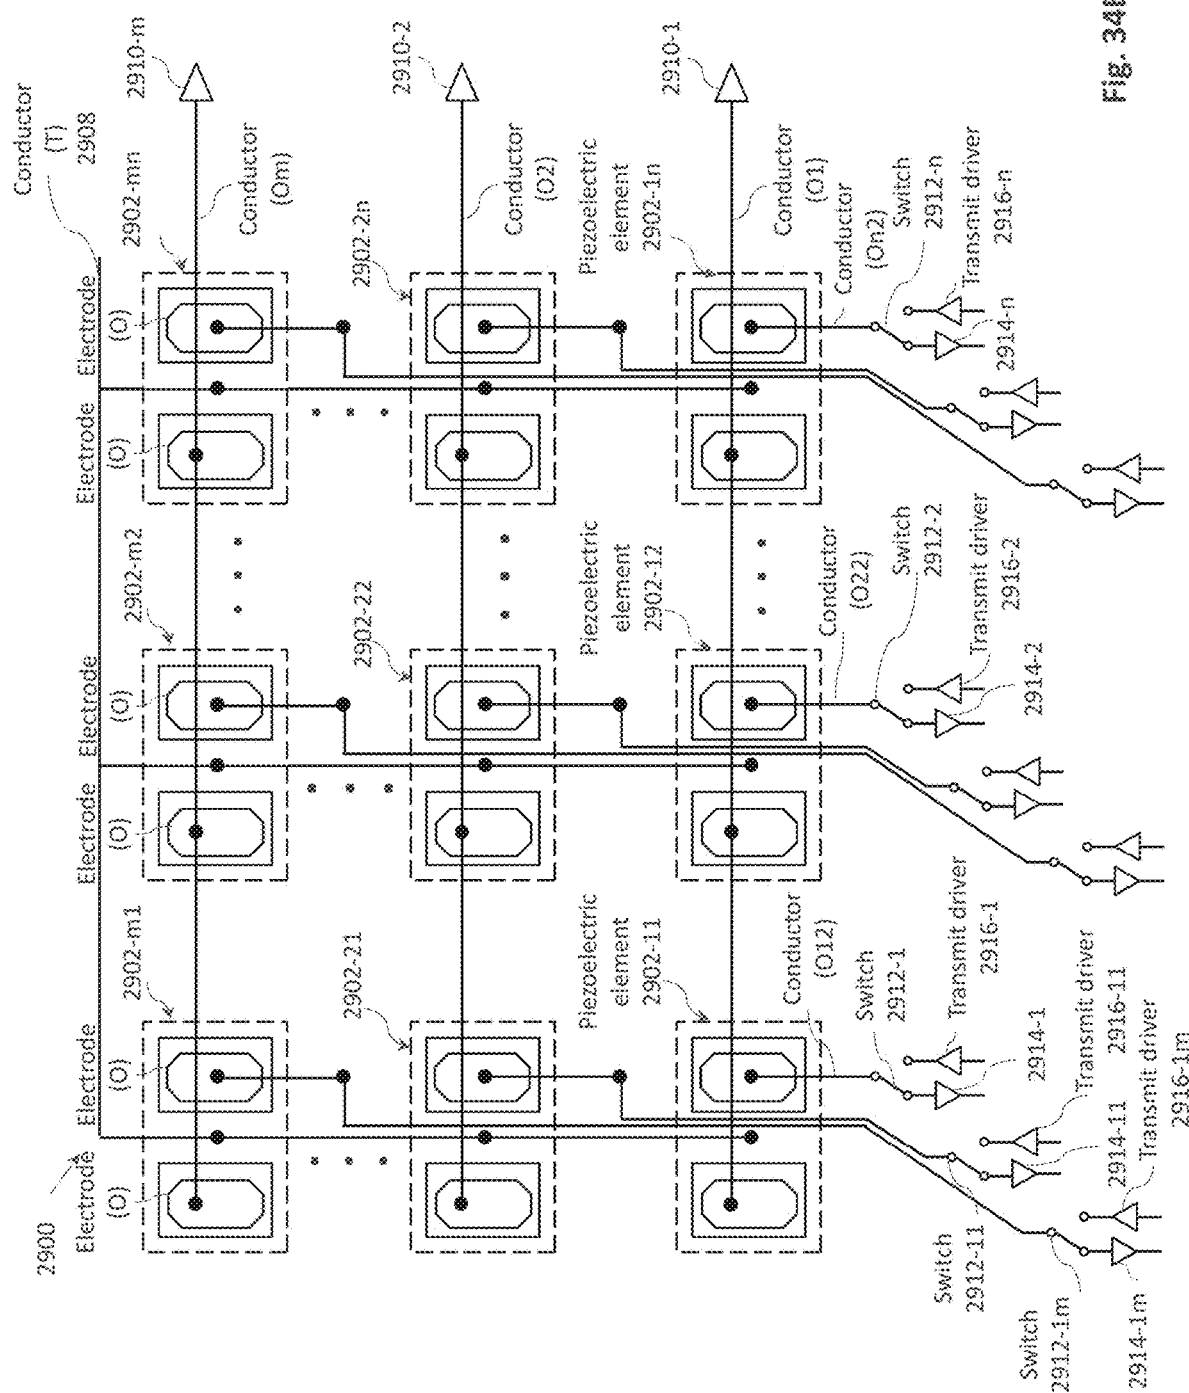 Conductor
(T)
2908
2910-m
2910-2
2910-1
Conductor
(Om)
Conductor
(O2)
Conductor
(O1)
2902-mn
2902-2n
Piezoelectric
element
2902-1n
Conductor
(On2)
Switch
2912-n
Transmit driver
2916-n
2914-n
Electrode
(O)
Electrode
(O)
2902-m2
2902-22
Piezoelectric
element
2902-12
Conductor
(O22)
Switch
2912-2
Transmit driver
2916-2
2914-2
Electrode
(O)
Electrode
(O)
2902-m1
2902-21
Piezoelectric
element
2902-11
Conductor
(O12)
Switch
2912-1
Transmit driver
2916-1
2914-1
Transmit driver
2916-11
2914-11
Transmit driver
2916-1m
Electrode
(O)
Electrode
(O)
2900
Switch
2912-11
Switch
2912-1m
2914-1m